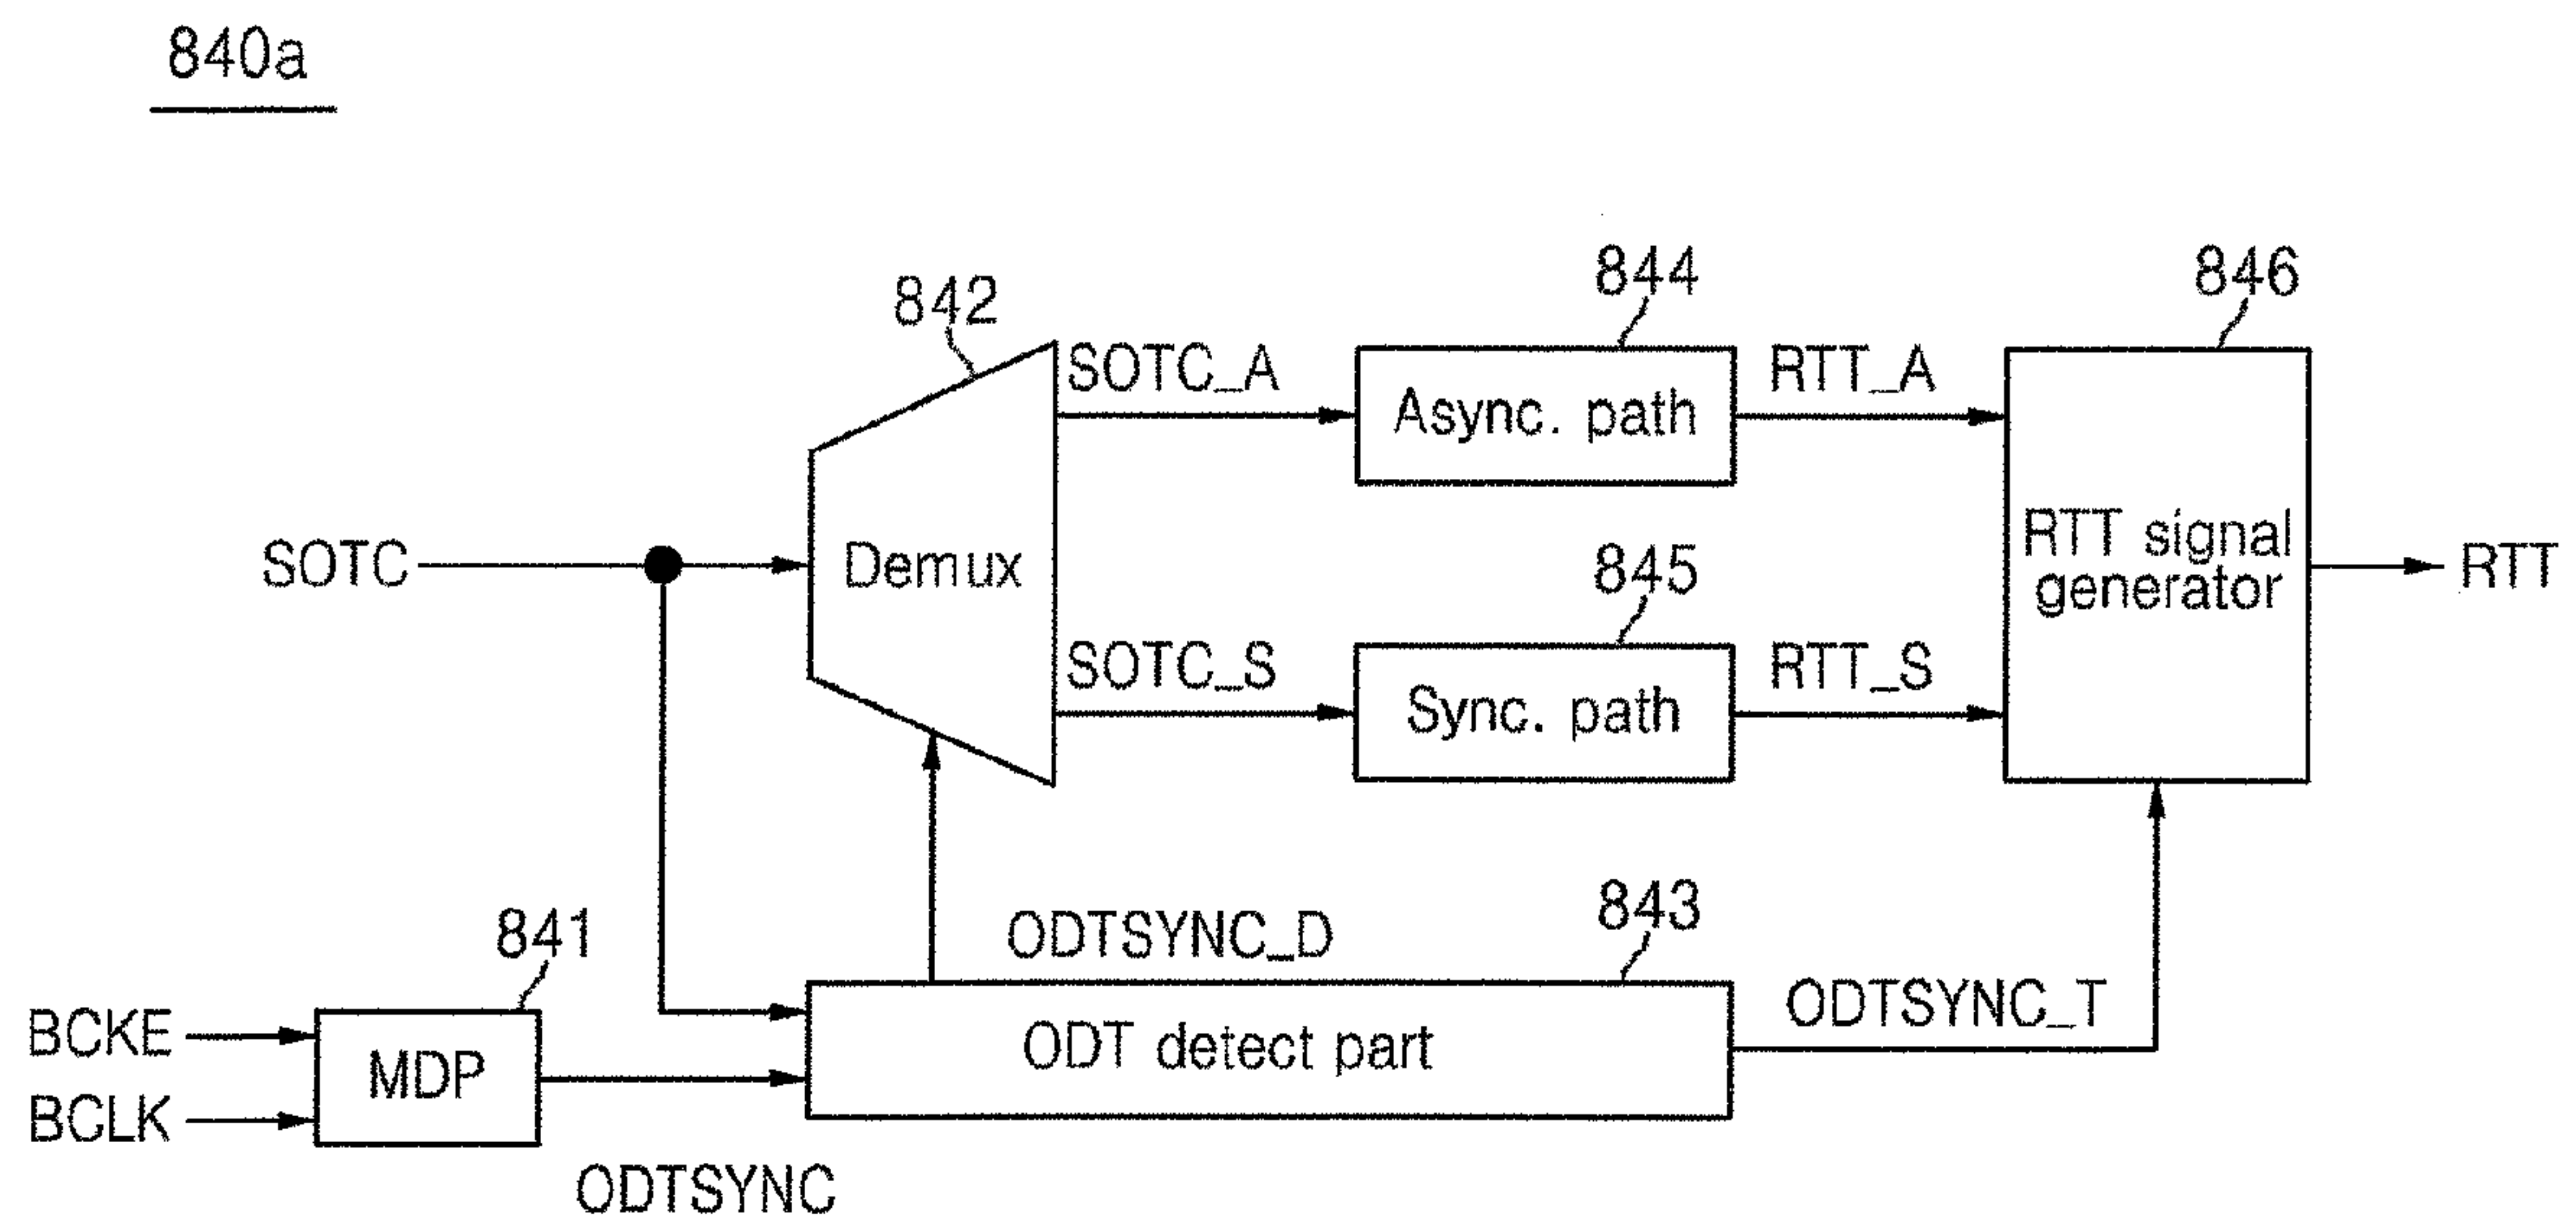 840a
842
SOTC_A
844
Async. path
RTT_A
846
SOTC
Demux
RTT signal
generator
RTT
SOTC_S
845
Sync. path
RTT_S
841
ODTSYNC_D
843
BCKE
BCLK
MDP
ODT detect part
ODTSYNC_T
ODTSYNC